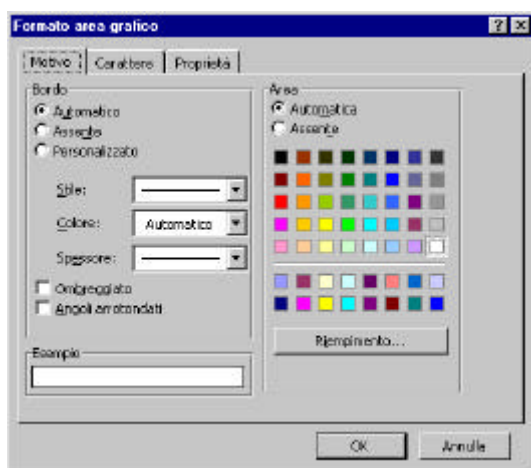 Formato area grafico
Motivo Carattere Proprietà
Bordo
Automatico
Assente
Personalizzato
Stile:
Colore: Automatico
Spessore:
Ombreggiato
Angoli arrotondati
Esempio
Area
Automatica
Assente
Riempimento...
OK Annulla